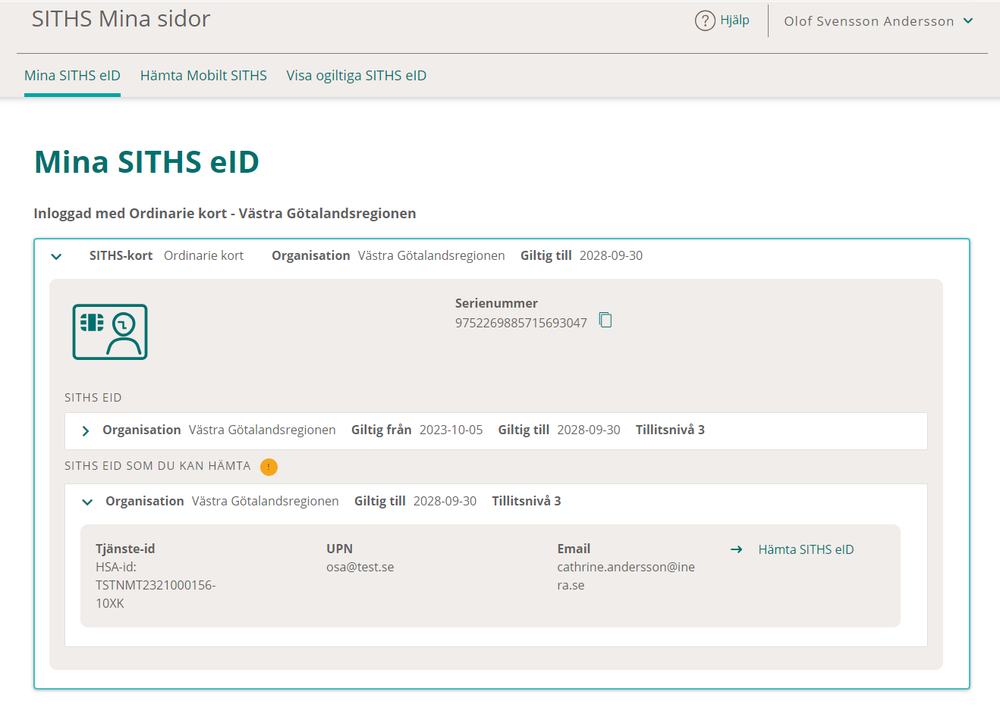 SITHS Mina sidor
? Hjälp
Olof Svensson Andersson
Mina SITHS eID Hämta Mobilt SITHS Visa ogiltiga SITHS eID
Mina SITHS eID
Inloggad med Ordinarie kort - Västra Götalandsregionen
SITHS-kort Ordinarie kort Organisation Västra Götalandsregionen Giltig till 2028-09-30
Serienummer
9752269885715693047
SITHS EID
Organisation Västra Götalandsregionen Giltig från 2023-10-05 Giltig till 2028-09-30 Tillitsnivå 3
SITHS EID SOM DU KAN HÄMTA !
Organisation Västra Götalandsregionen Giltig till 2028-09-30 Tillitsnivå 3
Tjänste-id
HSA-id:
TSTNMT2321000156-
10XK
UPN
osa@test.se
Email
cathrine.andersson@ine
ra.se
Hämta SITHS eID